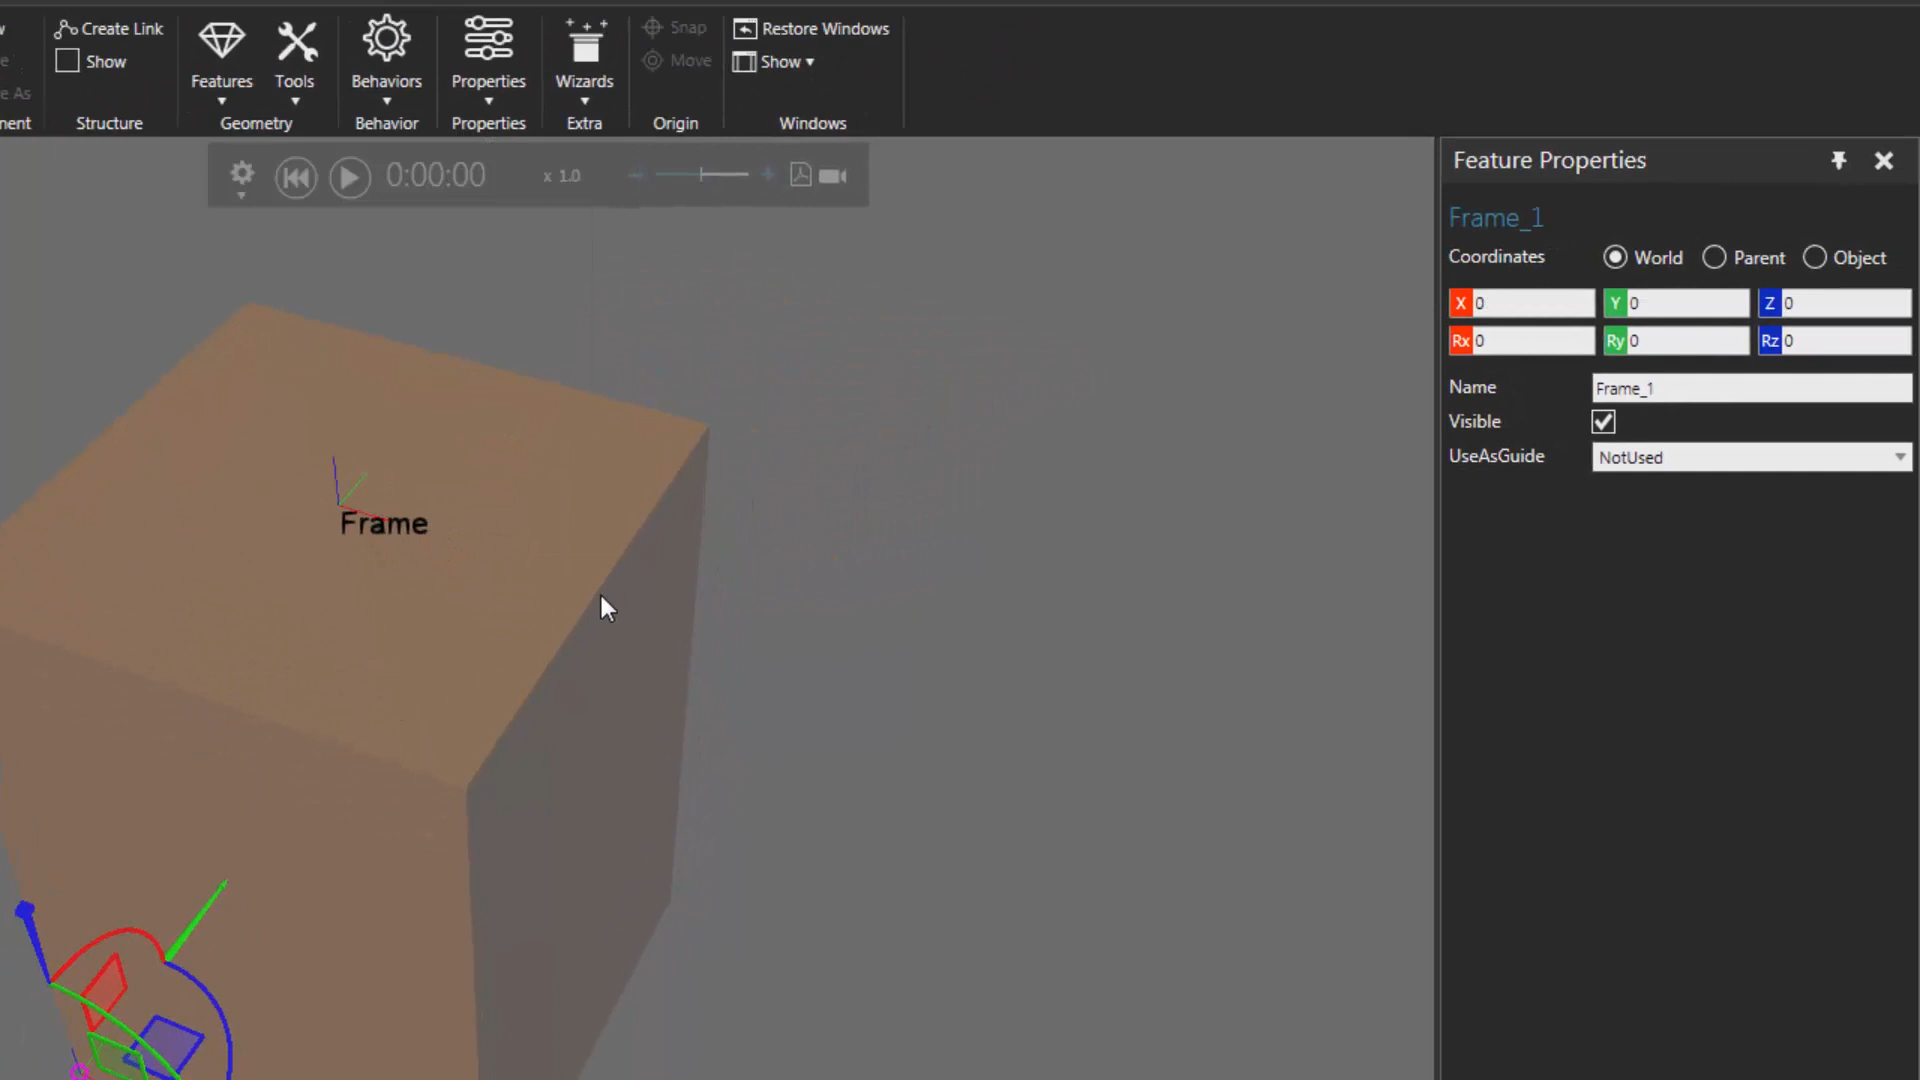 Create Link
Show
e As
nent
Structure
Features
Tools
Geometry
Behaviors
Behavior
Properties
Properties
Wizards
Extra
Snap
Move
Origin
Restore Windows
Show
Windows
0:00:00
x 1.0
Frame
Feature Properties
Frame_1
Coordinates World Parent Object
X 0 Y 0 Z 0
Rx 0 Ry 0 Rz 0
Name Frame_1
Visible
UseAsGuide NotUsed